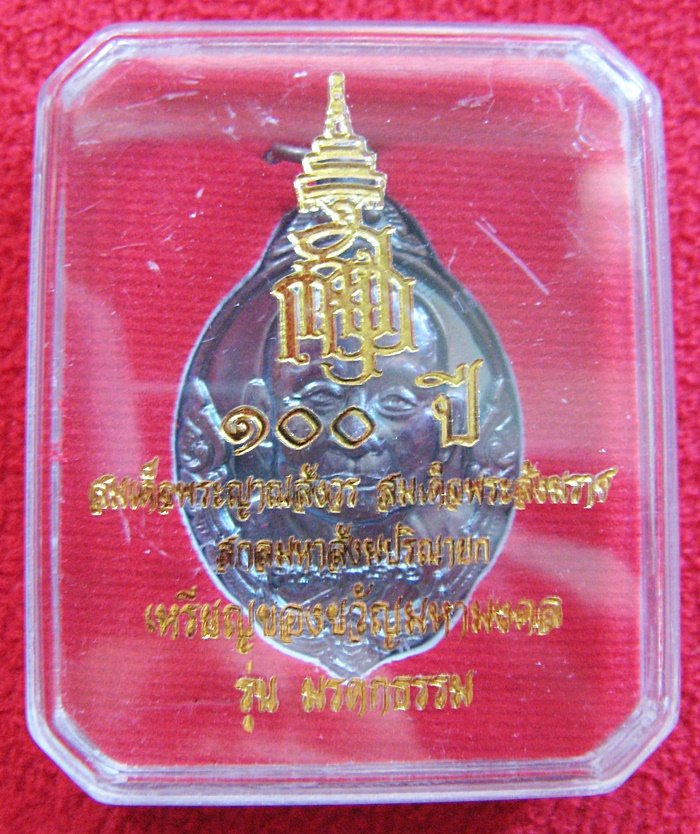 ๑๐๐ ปี
สมเด็จพระญาณสังวร สมเด็จพระสังฆราช
สกลมหาสังฆปริณายก
เหรียญของขวัญมหามงคล
รุ่น มรดกธรรม